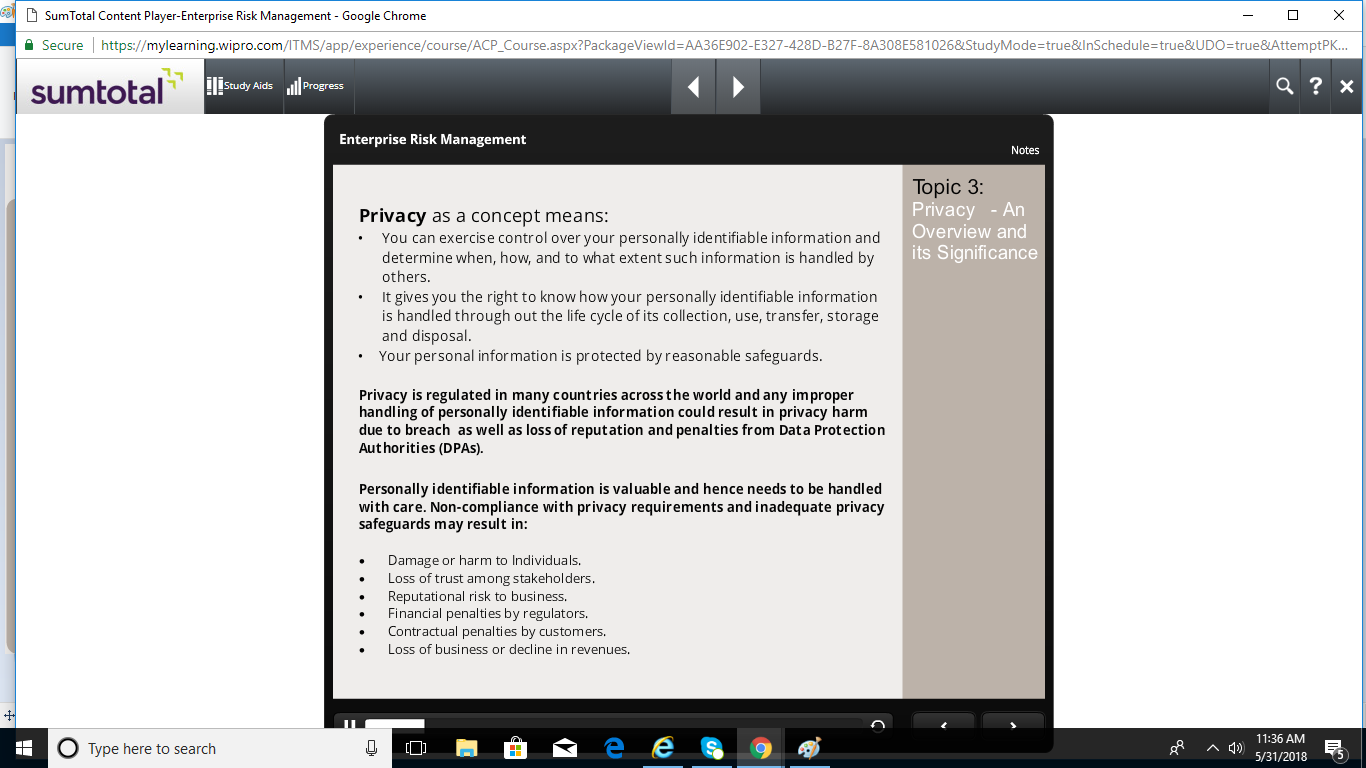 SumTotal Content Player-Enterprise Risk Management - Google Chrome
Secure https://mylearning.wipro.com/ITMS/app/experience/course/ACP_Course.aspx?PackageViewId=AA36E902-E327-428D-B27F-8A308E581026&StudyMode=true&InSchedule=true&UDO=true&AttemptPK...
sumtotal Study Aids Progress ?
Enterprise Risk Management
Notes
Privacy as a concept means:
• You can exercise control over your personally identifiable information and
determine when, how, and to what extent such information is handled by
others.
• It gives you the right to know how your personally identifiable information
is handled through out the life cycle of its collection, use, transfer, storage
and disposal.
• Your personal information is protected by reasonable safeguards.
Privacy is regulated in many countries across the world and any improper
handling of personally identifiable information could result in privacy harm
due to breach as well as loss of reputation and penalties from Data Protection
Authorities (DPAs).
Personally identifiable information is valuable and hence needs to be handled
with care. Non-compliance with privacy requirements and inadequate privacy
safeguards may result in:
• Damage or harm to Individuals.
• Loss of trust among stakeholders.
• Reputational risk to business.
• Financial penalties by regulators.
• Contractual penalties by customers.
• Loss of business or decline in revenues.
Topic 3:
Privacy - An
Overview and
its Significance
Type here to search
11:36 AM
5/31/2018
5